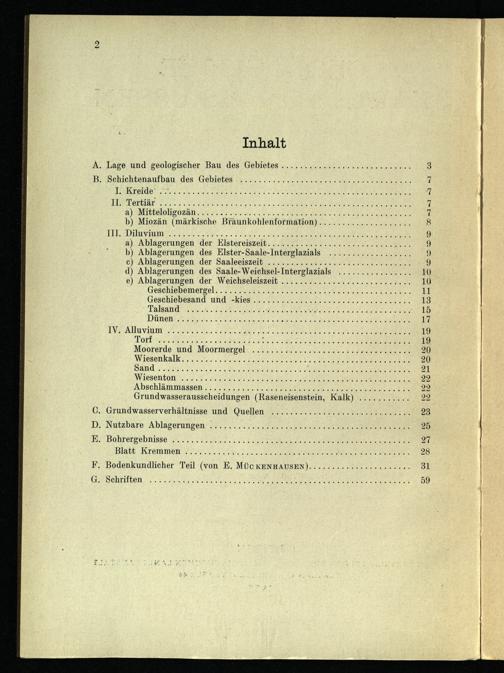 2
Inhalt
A. Lage und geologischer Bau des Gebietes 3
B. Schichtenaufbau des Gebietes 7
I. Kreide 7
II. Tertiär 7
a) Mitteloligozän 7
b) Miozän (märkische Braunkohlenformation) 8
III. Diluvium 9
a) Ablagerungen der Elstereiszeit 9
b) Ablagerungen des Elster-Saale-Interglazials 9
c) Ablagerungen der Saaleeiszeit 9
d) Ablagerungen des Saale-Weichsel-Interglazials 10
e) Ablagerungen der Weichseleiszeit 10
Geschiebemergel 11
Geschiebesand und -kies 13
Talsand 15
Dünen 17
IV. Alluvium 19
Torf 19
Moorerde und Moormergel 20
Wiesenkalk 20
Sand 21
Wiesenton 22
Abschlämmassen 22
Grundwasserausscheidungen (Raseneisenstein, Kalk) 22
C. Grundwasserverhältnisse und Quellen 23
D. Nutzbare Ablagerungen 25
E. Bohrergebnisse 27
Blatt Kremmen 28
F. Bodenkundlicher Teil (von E. MÜCKENHAUSEN) 31
G. Schriften 59